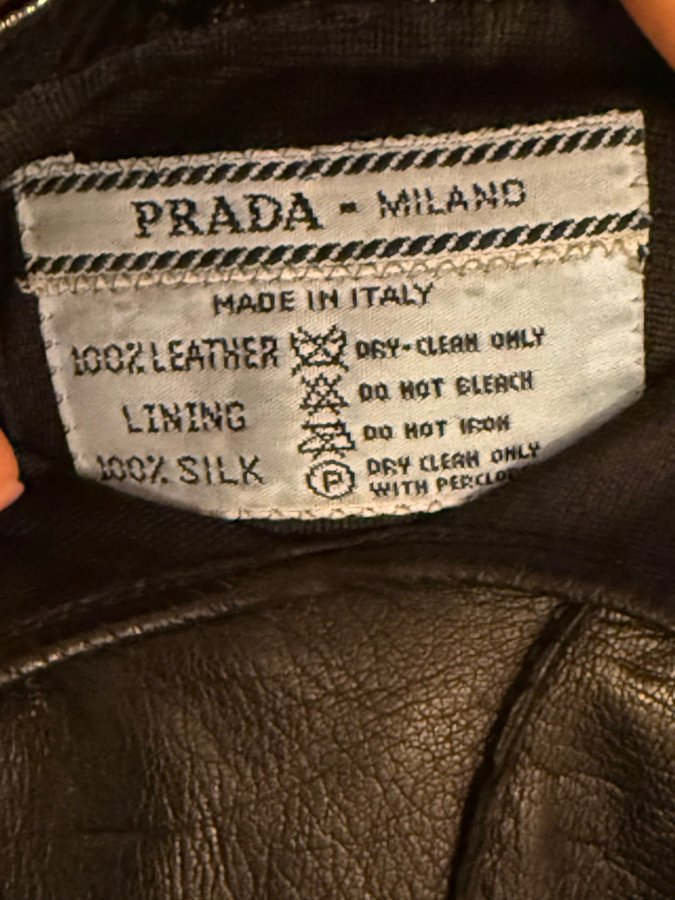 PRADA - MILANO
MADE IN ITALY
100% LEATHER
LINING
100% SILK
DRY-CLEAN ONLY
DO NOT BLEACH
DO NOT IRON
P
DRY CLEAN ONLY
WITH